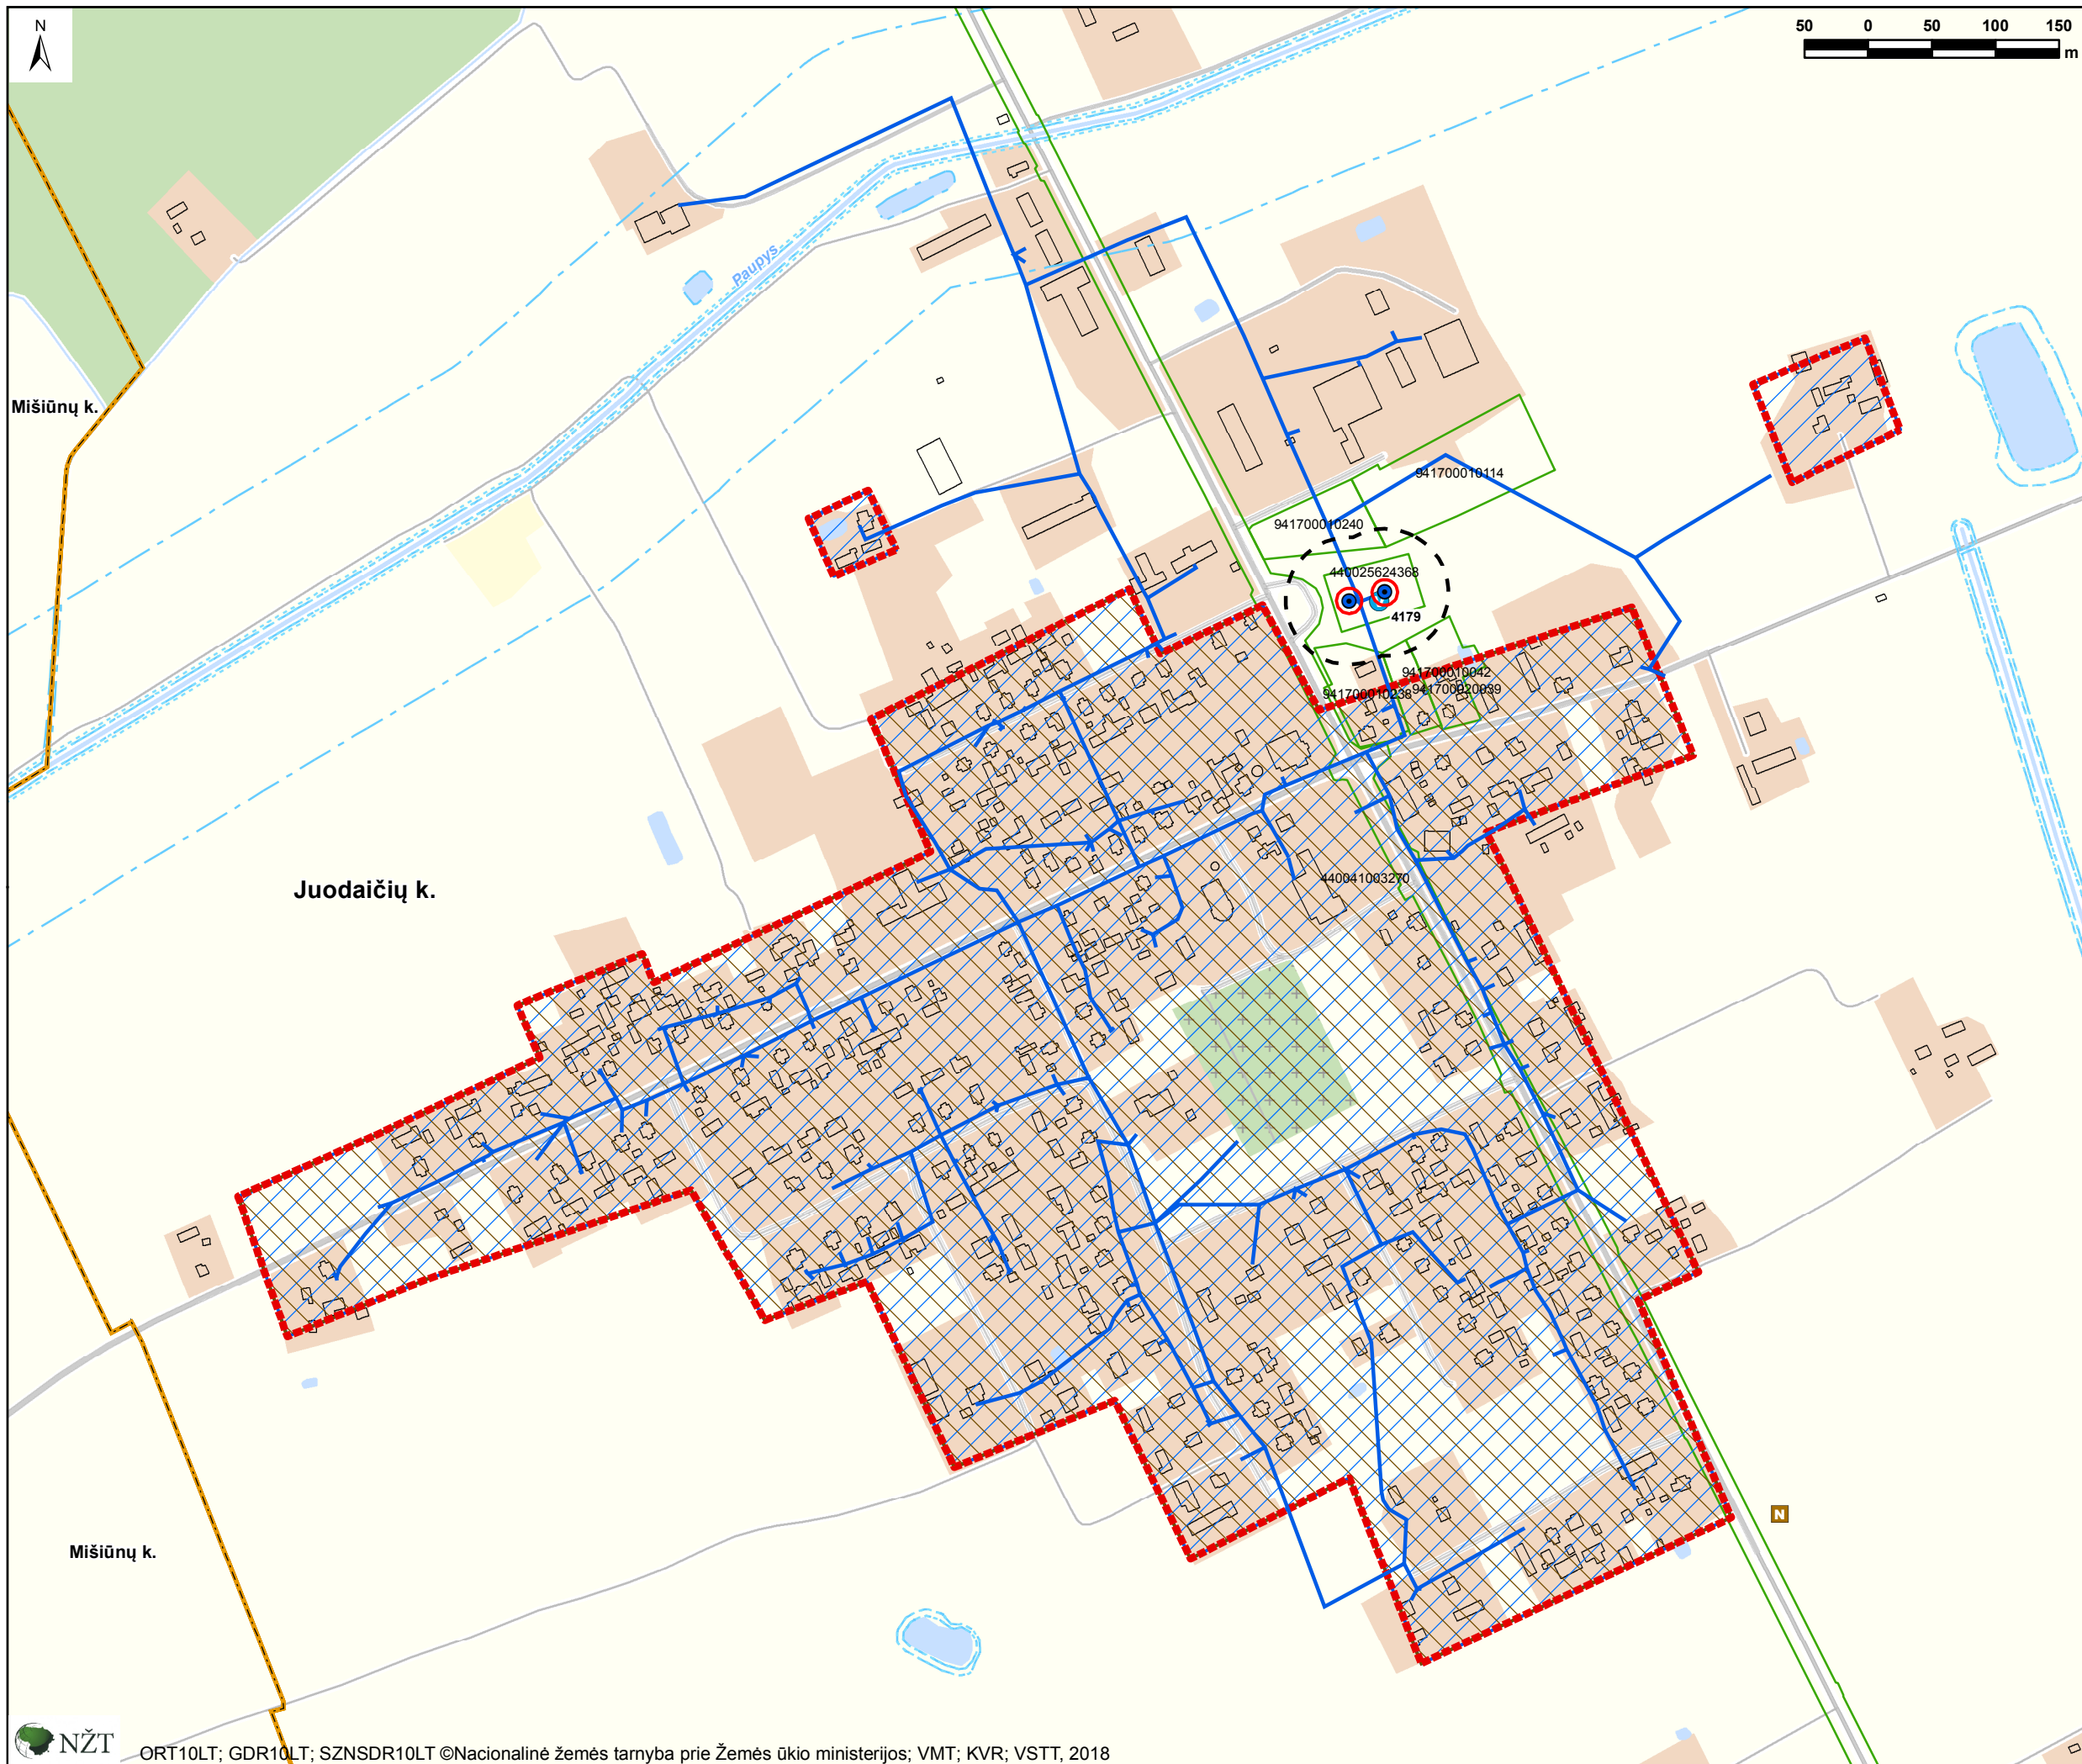 N
50 0 50 100 150
m
Paupys
Mišiūnų k.
941700010114
941700010240
440025624368
4179
941700010042
941700010238
941700020039
440041003270
Juodaičių k.
N
Mišiūnų k.
NŽT
ORT10LT; GDR10LT; SZNSDR10LT ©Nacionalinė žemės tarnyba prie Žemės ūkio ministerijos; VMT; KVR; VSTT, 2018